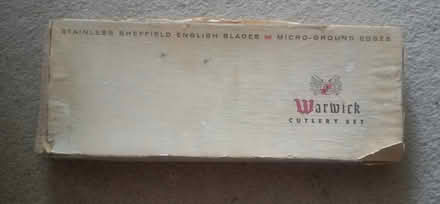 STAINLESS SHEFFIELD ENGLISH BLADES MICRO-GROUND EDGES
Warwick
CUTLERY SET